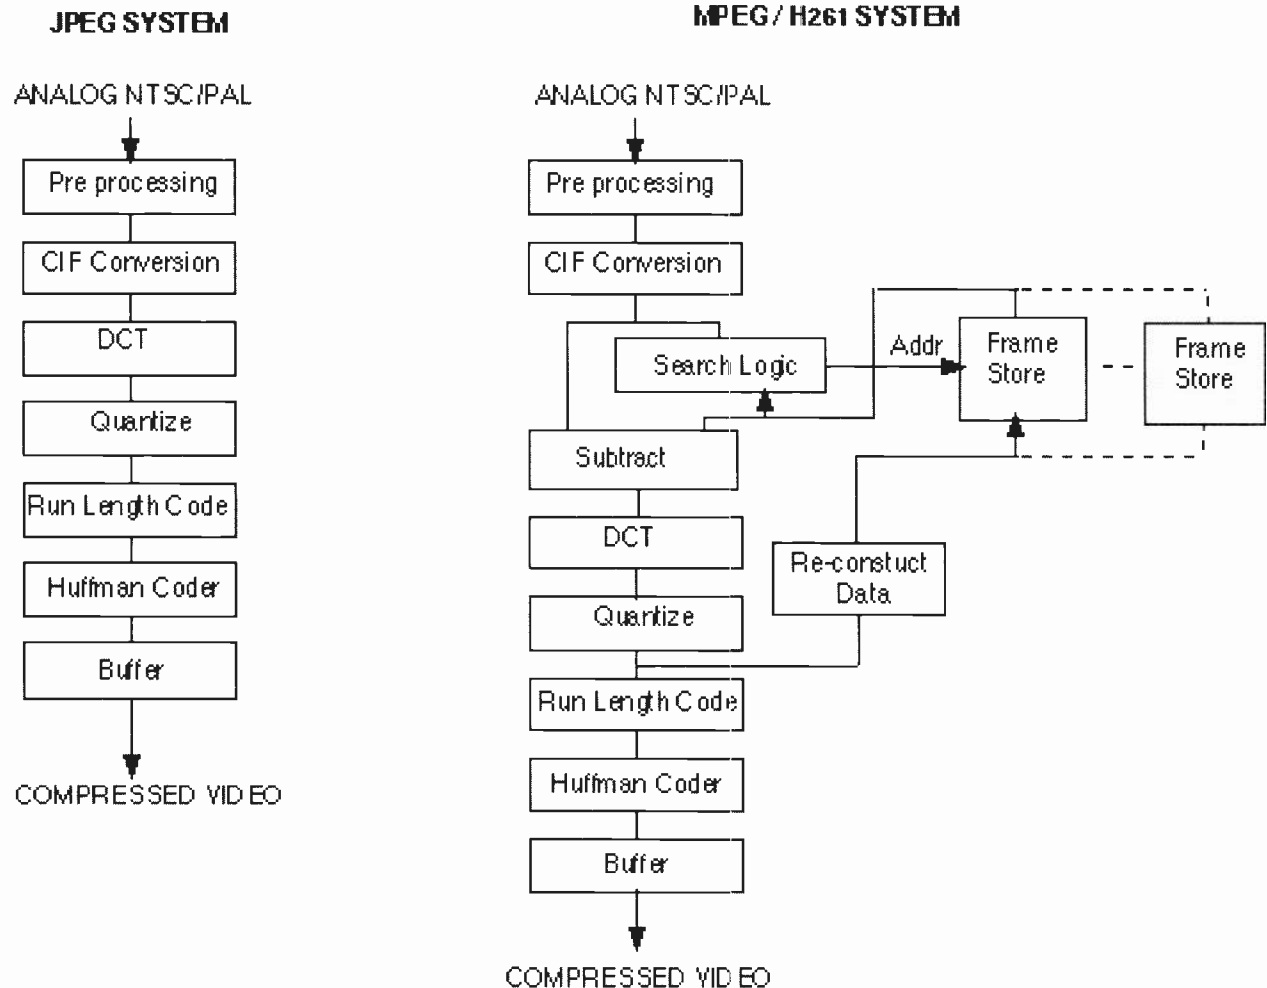 JPEG SYSTEM
ANALOG NTSC/PAL
Pre processing
CIF Conversion
DCT
Quantize
Run Length Code
Huffman Coder
Buffer
COMPRESSED VIDEO
MPEG / H261 SYSTEM
ANALOG NTSC/PAL
Pre processing
CIF Conversion
Search Logic
Addr
Frame
Store
Frame
Store
Subtract
DCT
Re-constuct
Data
Quantize
Run Length Code
Huffman Coder
Buffer
COMPRESSED VIDEO